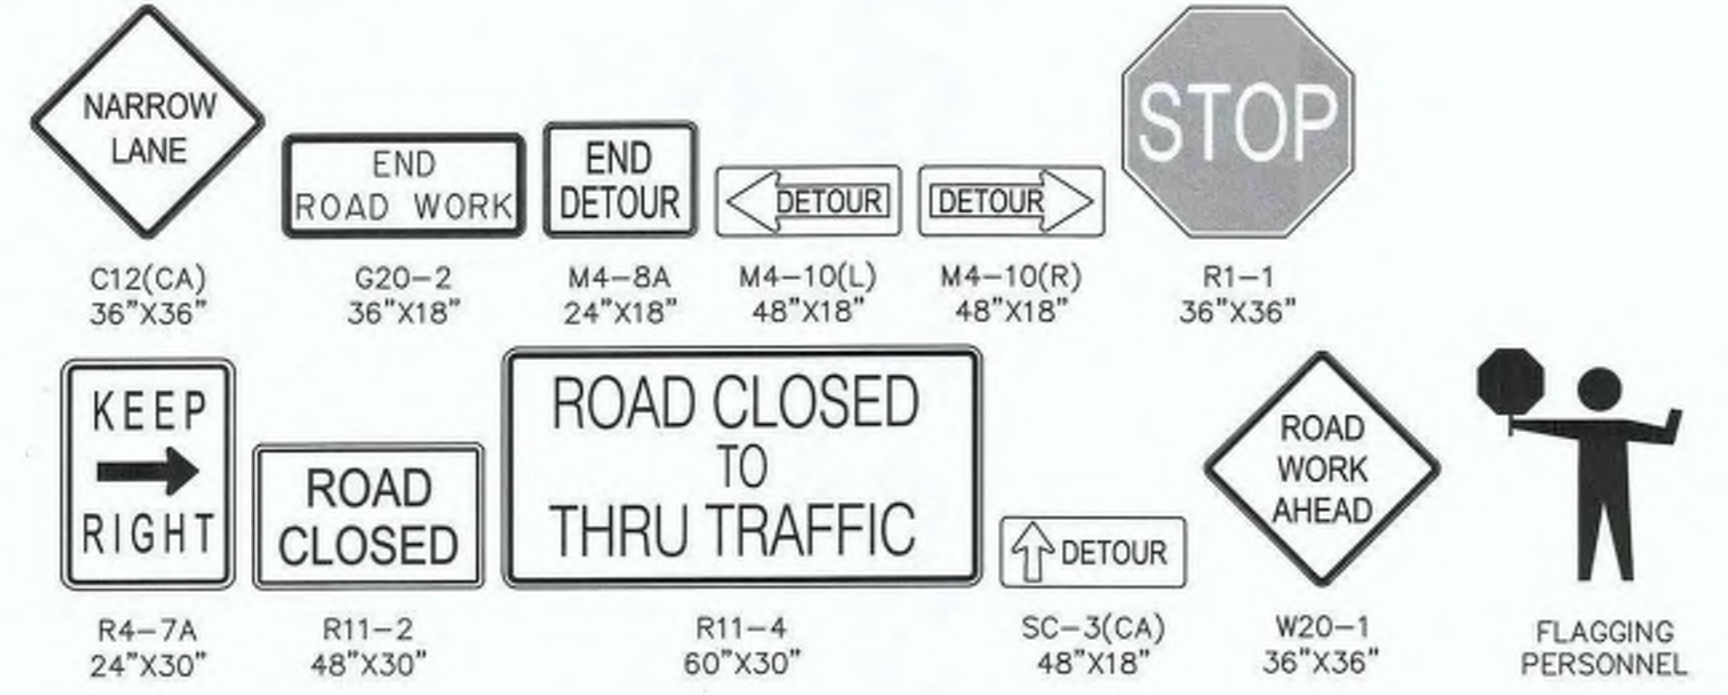 NARROW
LANE
C12(CA)
36"X36"
END
ROAD WORK
G20-2
36"X18"
END
DETOUR
M4-8A
24"X18"
DETOUR
M4-10(L)
48"X18"
DETOUR
M4-10(R)
48"X18"
STOP
R1-1
36"X36"
KEEP
RIGHT
R4-7A
24"X30"
ROAD
CLOSED
R11-2
48"X30"
ROAD CLOSED
TO
THRU TRAFFIC
R11-4
60"X30"
DETOUR
SC-3(CA)
48"X18"
ROAD
WORK
AHEAD
W20-1
36"X36"
FLAGGING
PERSONNEL